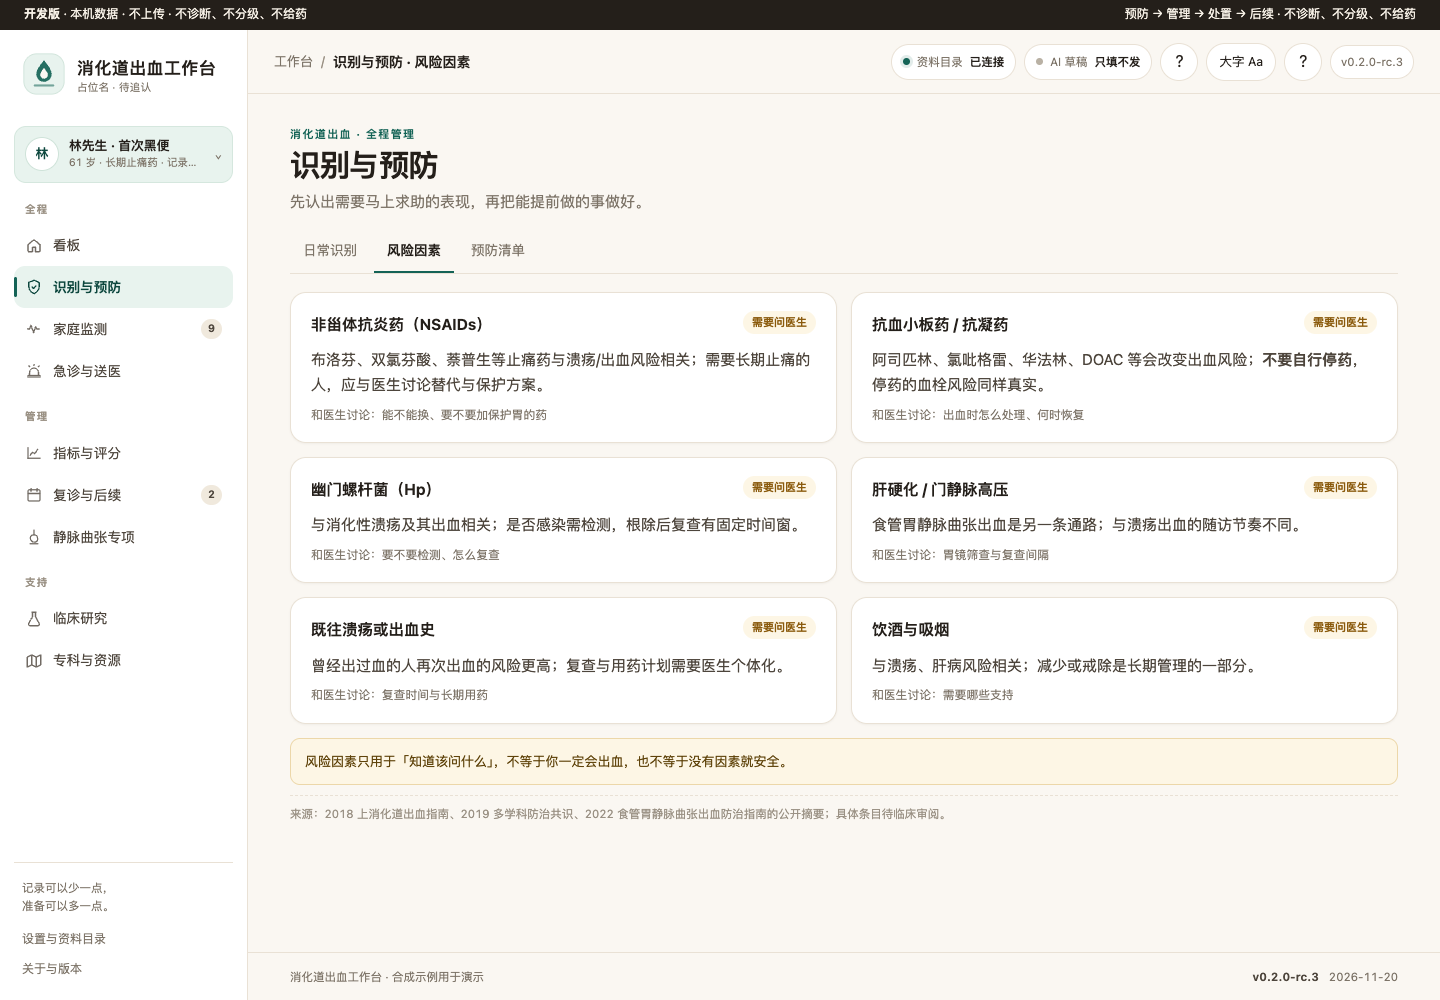 开发版 · 本机数据 · 不上传 · 不诊断、不分级、不给药
预防 → 管理 → 处置 → 后续 · 不诊断、不分级、不给药
消化道出血工作台
占位名 · 待追认
林
林先生 · 首次黑便
61 岁 · 长期止痛药 · 记录...
全程
看板
识别与预防
家庭监测
9
急诊与送医
管理
指标与评分
复诊与后续
2
静脉曲张专项
支持
临床研究
专科与资源
记录可以少一点，
准备可以多一点。
设置与资料目录
关于与版本
工作台 / 识别与预防 · 风险因素
资料目录 已连接
AI 草稿 只填不发
?
大字 Aa
?
v0.2.0-rc.3
消化道出血 · 全程管理
识别与预防
先认出需要马上求助的表现，再把能提前做的事做好。
日常识别
风险因素
预防清单
非甾体抗炎药（NSAIDs）
需要问医生
布洛芬、双氯芬酸、萘普生等止痛药与溃疡/出血风险相关；需要长期止痛的
人，应与医生讨论替代与保护方案。
和医生讨论：能不能换、要不要加保护胃的药
抗血小板药 / 抗凝药
需要问医生
阿司匹林、氯吡格雷、华法林、DOAC 等会改变出血风险；不要自行停药，
停药的血栓风险同样真实。
和医生讨论：出血时怎么处理、何时恢复
幽门螺杆菌（Hp）
需要问医生
与消化性溃疡及其出血相关；是否感染需检测，根除后复查有固定时间窗。
和医生讨论：要不要检测、怎么复查
肝硬化 / 门静脉高压
需要问医生
食管胃静脉曲张出血是另一条通路；与溃疡出血的随访节奏不同。
和医生讨论：胃镜筛查与复查间隔
既往溃疡或出血史
需要问医生
曾经出过血的人再次出血的风险更高；复查与用药计划需要医生个体化。
和医生讨论：复查时间与长期用药
饮酒与吸烟
需要问医生
与溃疡、肝病风险相关；减少或戒除是长期管理的一部分。
和医生讨论：需要哪些支持
风险因素只用于「知道该问什么」，不等于你一定会出血，也不等于没有因素就安全。
来源：2018 上消化道出血指南、2019 多学科防治共识、2022 食管胃静脉曲张出血防治指南的公开摘要；具体条目待临床审阅。
消化道出血工作台 · 合成示例用于演示
v0.2.0-rc.3 2026-11-20